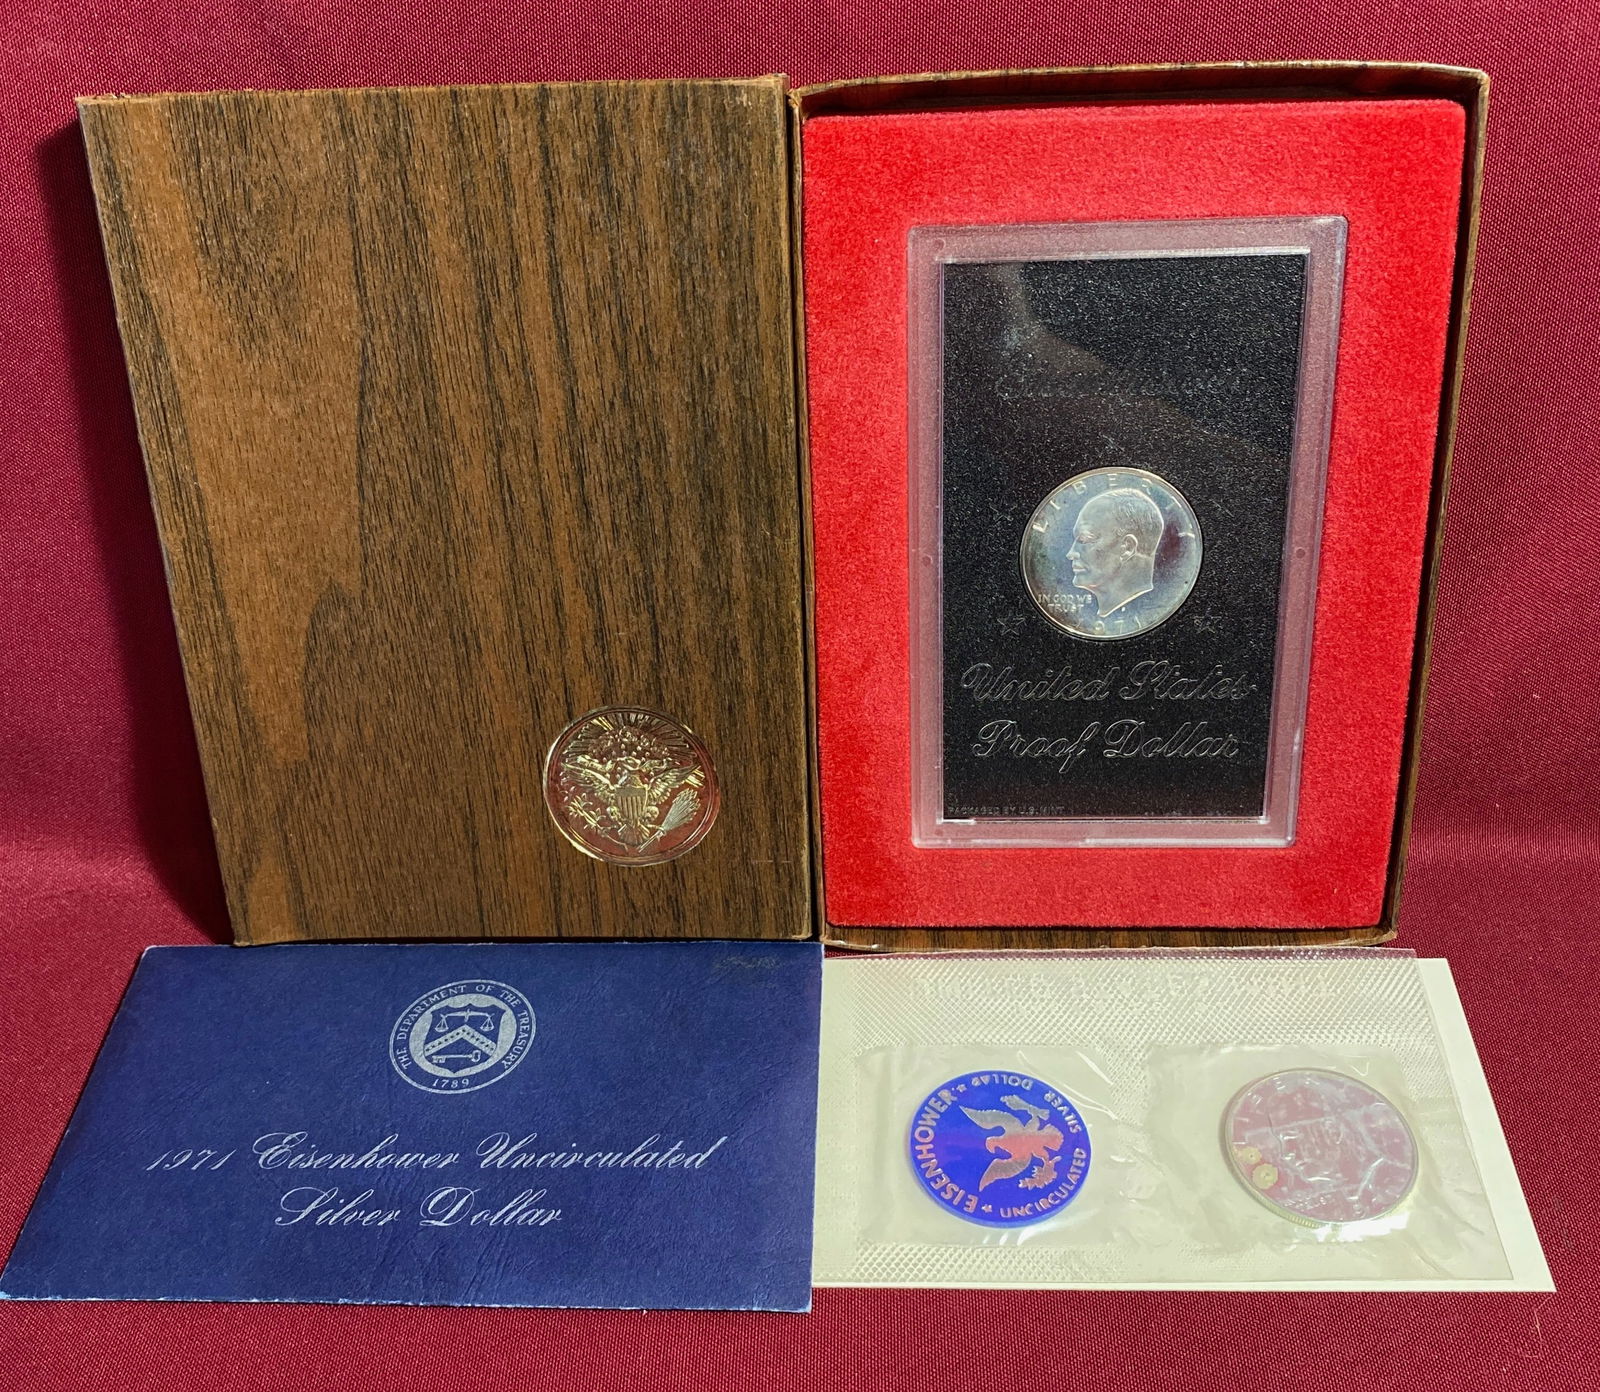 LIBERTY
IN GOD WE
TRUST
1971
United States
Proof Dollar
PACKAGED BY U.S. MINT
THE DEPARTMENT OF THE TREASURY
1789
1971 Eisenhower Uncirculated
Silver Dollar
EISENHOWER
UNCIRCULATED
SILVER DOLLAR